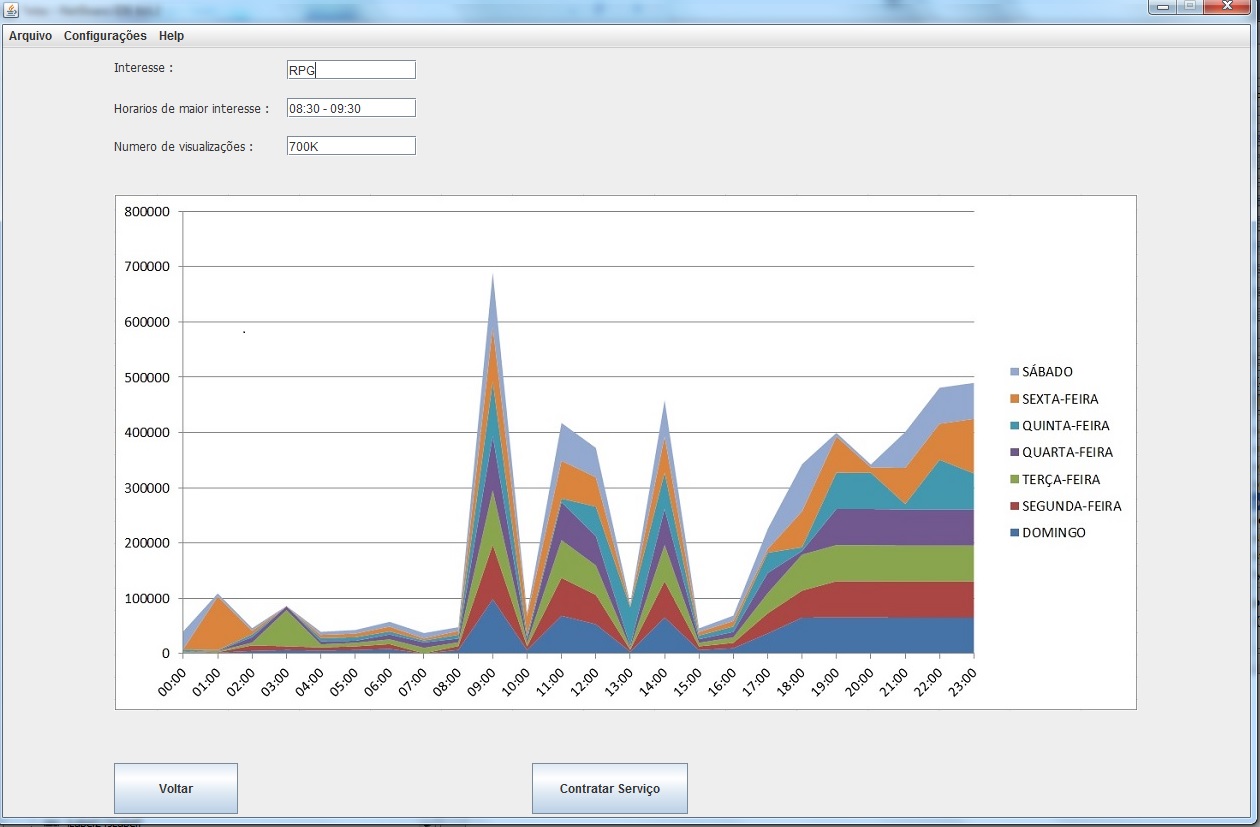 Arquivo Configurações Help
Interesse : RPG
Horarios de maior interesse : 08:30 - 09:30
Numero de visualizações : 700K
800000
700000
600000
500000
400000
300000
200000
100000
0
00:00 01:00 02:00 03:00 04:00 05:00 06:00 07:00 08:00 09:00 10:00 11:00 12:00 13:00 14:00 15:00 16:00 17:00 18:00 19:00 20:00 21:00 22:00 23:00
SÁBADO
SEXTA-FEIRA
QUINTA-FEIRA
QUARTA-FEIRA
TERÇA-FEIRA
SEGUNDA-FEIRA
DOMINGO
Voltar Contratar Serviço